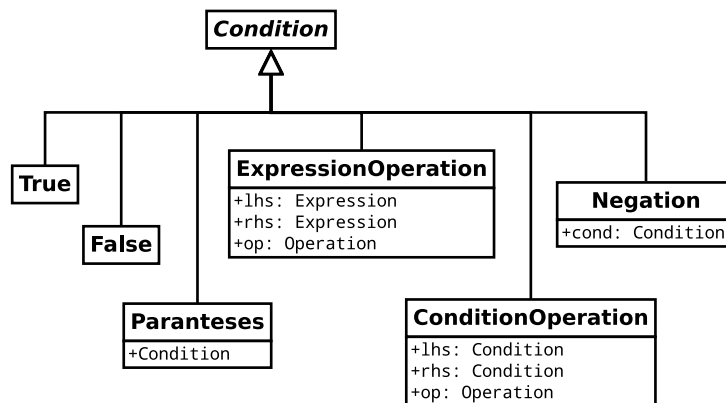 Condition
True
False
Paranteses
+Condition
ExpressionOperation
+lhs: Expression
+rhs: Expression
+op: Operation
ConditionOperation
+lhs: Condition
+rhs: Condition
+op: Operation
Negation
+cond: Condition